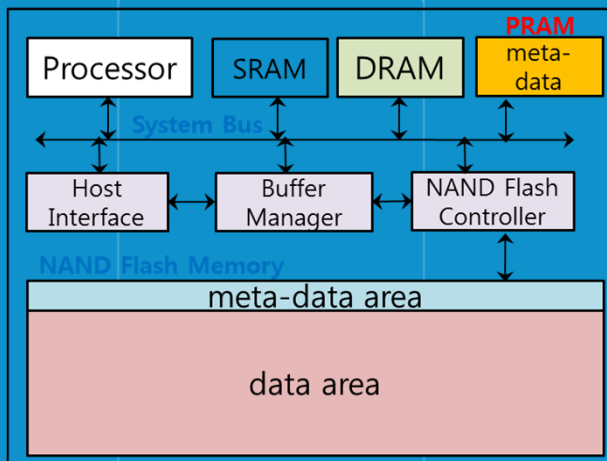 PRAM
Processor
SRAM
DRAM
meta-
data
System Bus
Host
Interface
Buffer
Manager
NAND Flash
Controller
NAND Flash Memory
meta-data area
data area